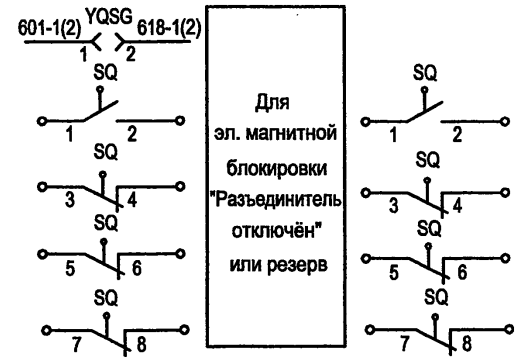 YQSG
601-1(2) 618-1(2)
1 2
SQ
1 2
SQ
3 4
SQ
5 6
SQ
7 8
Для
эл. магнитной
блокировки
"Разъединитель
отключён"
или резерв
SQ
1 2
SQ
3 4
SQ
5 6
SQ
7 8